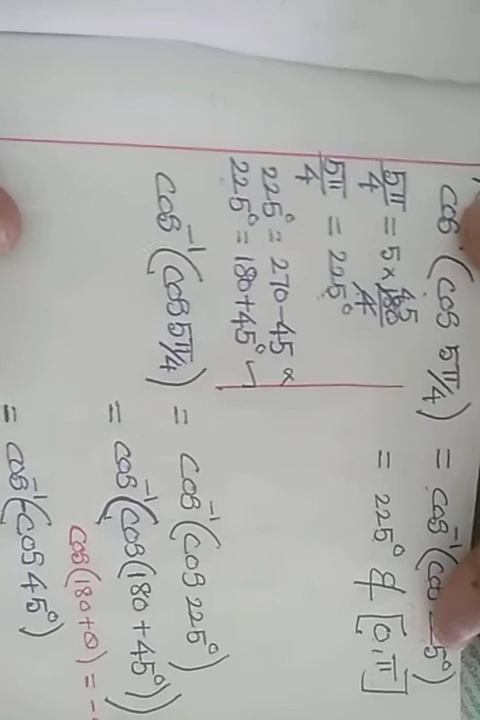 cos⁻¹(cos 5π/4) = cos⁻¹(cos 225°)
= 225° ∉ [0, π]
5π/4 = 5 × 180/4 45
5π/4 = 225°
225° = 270 - 45° ×
225° = 180 + 45° ✓
cos⁻¹(cos 5π/4) = cos⁻¹(cos 225°)
= cos⁻¹(cos(180 + 45°))
cos(180+θ) = -
= cos⁻¹(-cos 45°)